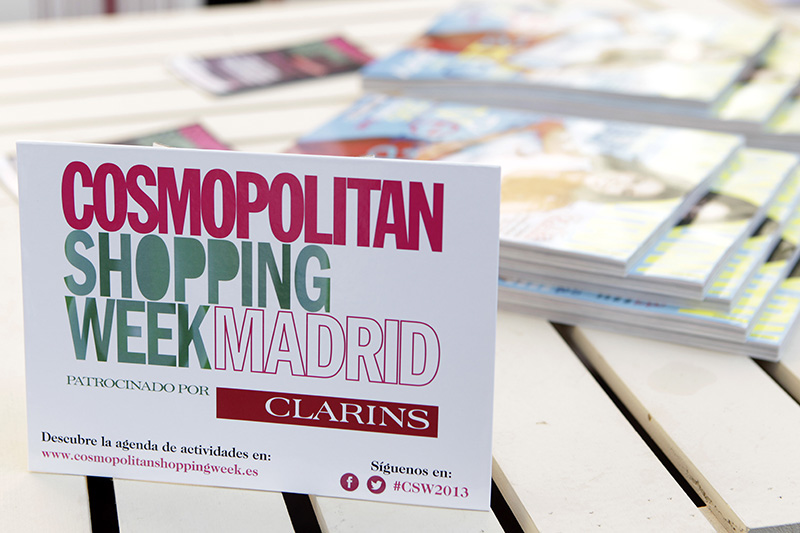 COSMOPOLITAN
SHOPPING
WEEK MADRID
PATROCINADO POR
CLARINS
Descubre la agenda de actividades en:
www.cosmopolitanshoppingweek.es
Síguenos en:
#CSW2013